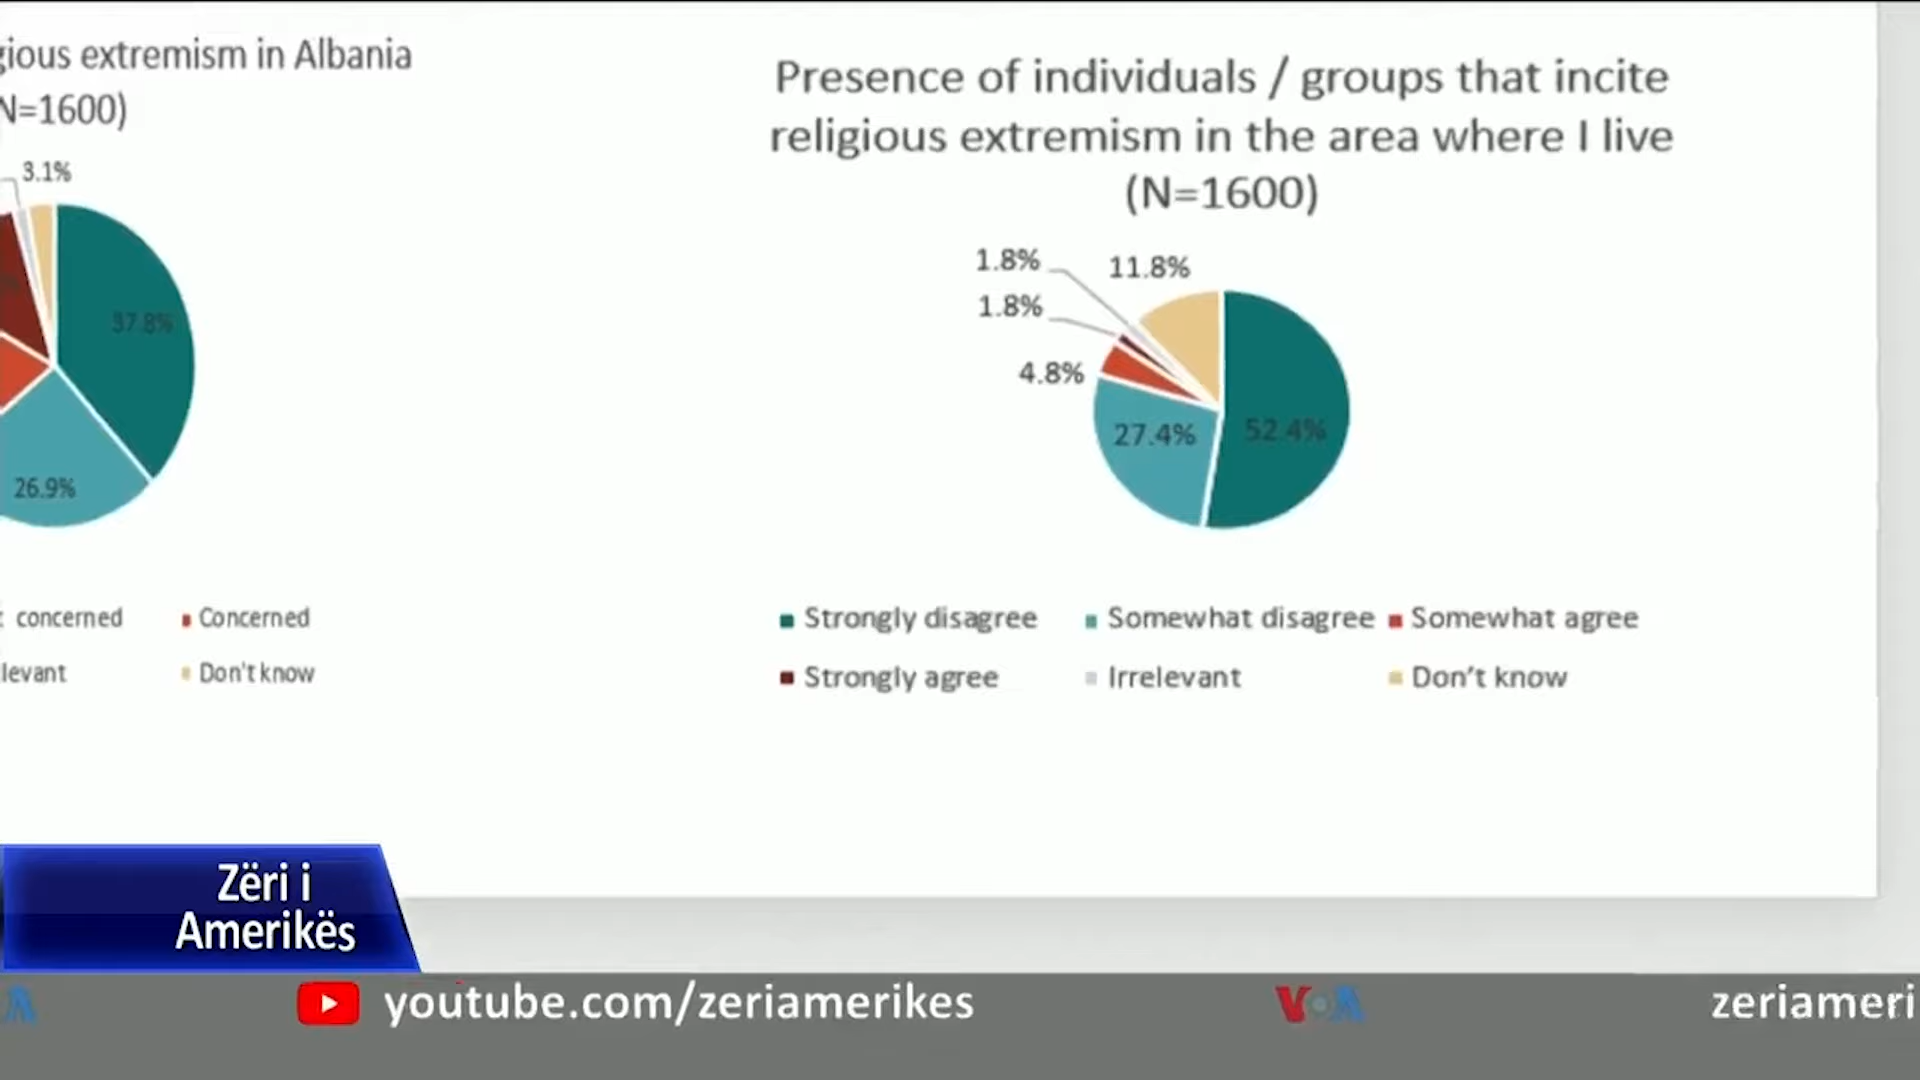 gious extremism in Albania
N=1600)
3.1%
37.8%
26.9%
concerned
Concerned
levant
Don't know
Presence of individuals / groups that incite
religious extremism in the area where I live
(N=1600)
1.8%
11.8%
1.8%
4.8%
27.4%
52.4%
Strongly disagree
Somewhat disagree
Somewhat agree
Strongly agree
Irrelevant
Don’t know
Zëri i
Amerikës
A
youtube.com/zeriamerikes
VOA
zeriameri